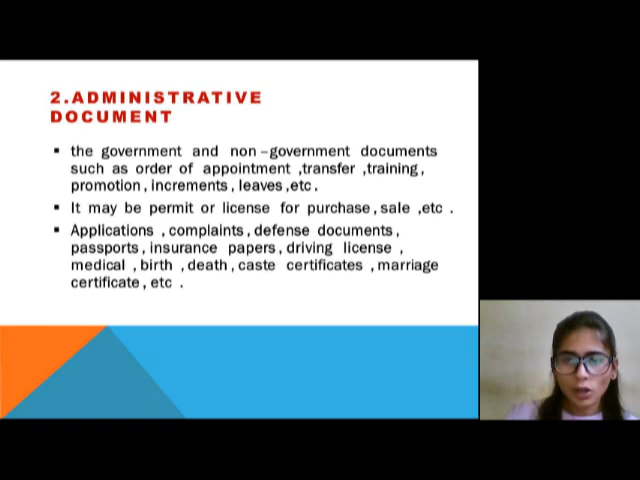 2.ADMINISTRATIVE
DOCUMENT
▪ the government and non –government documents
such as order of appointment ,transfer ,training ,
promotion , increments , leaves ,etc .
▪ It may be permit or license for purchase , sale ,etc .
▪ Applications , complaints , defense documents ,
passports , insurance papers , driving license ,
medical , birth , death , caste certificates , marriage
certificate , etc .